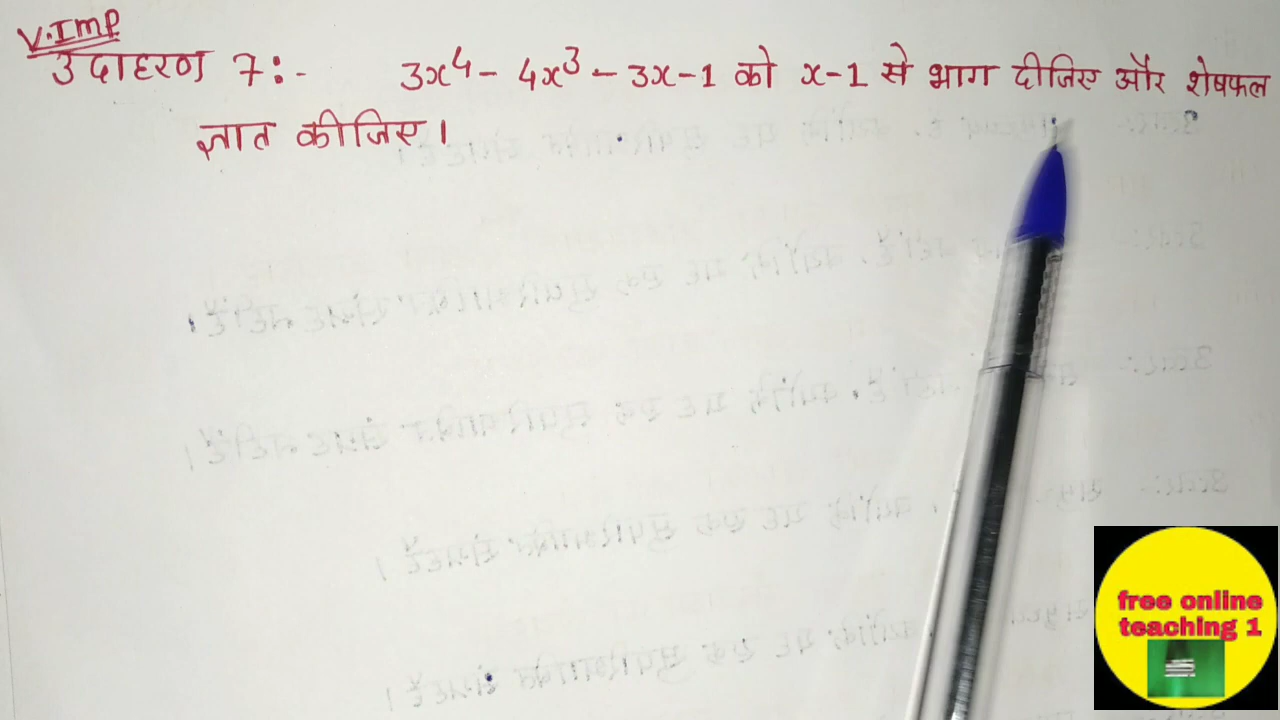 V.Imp
उदाहरण 7:- 3x⁴ - 4x³ - 3x - 1 को x-1 से भाग दीजिए और शेषफल
ज्ञात कीजिए।
free online
teaching 1